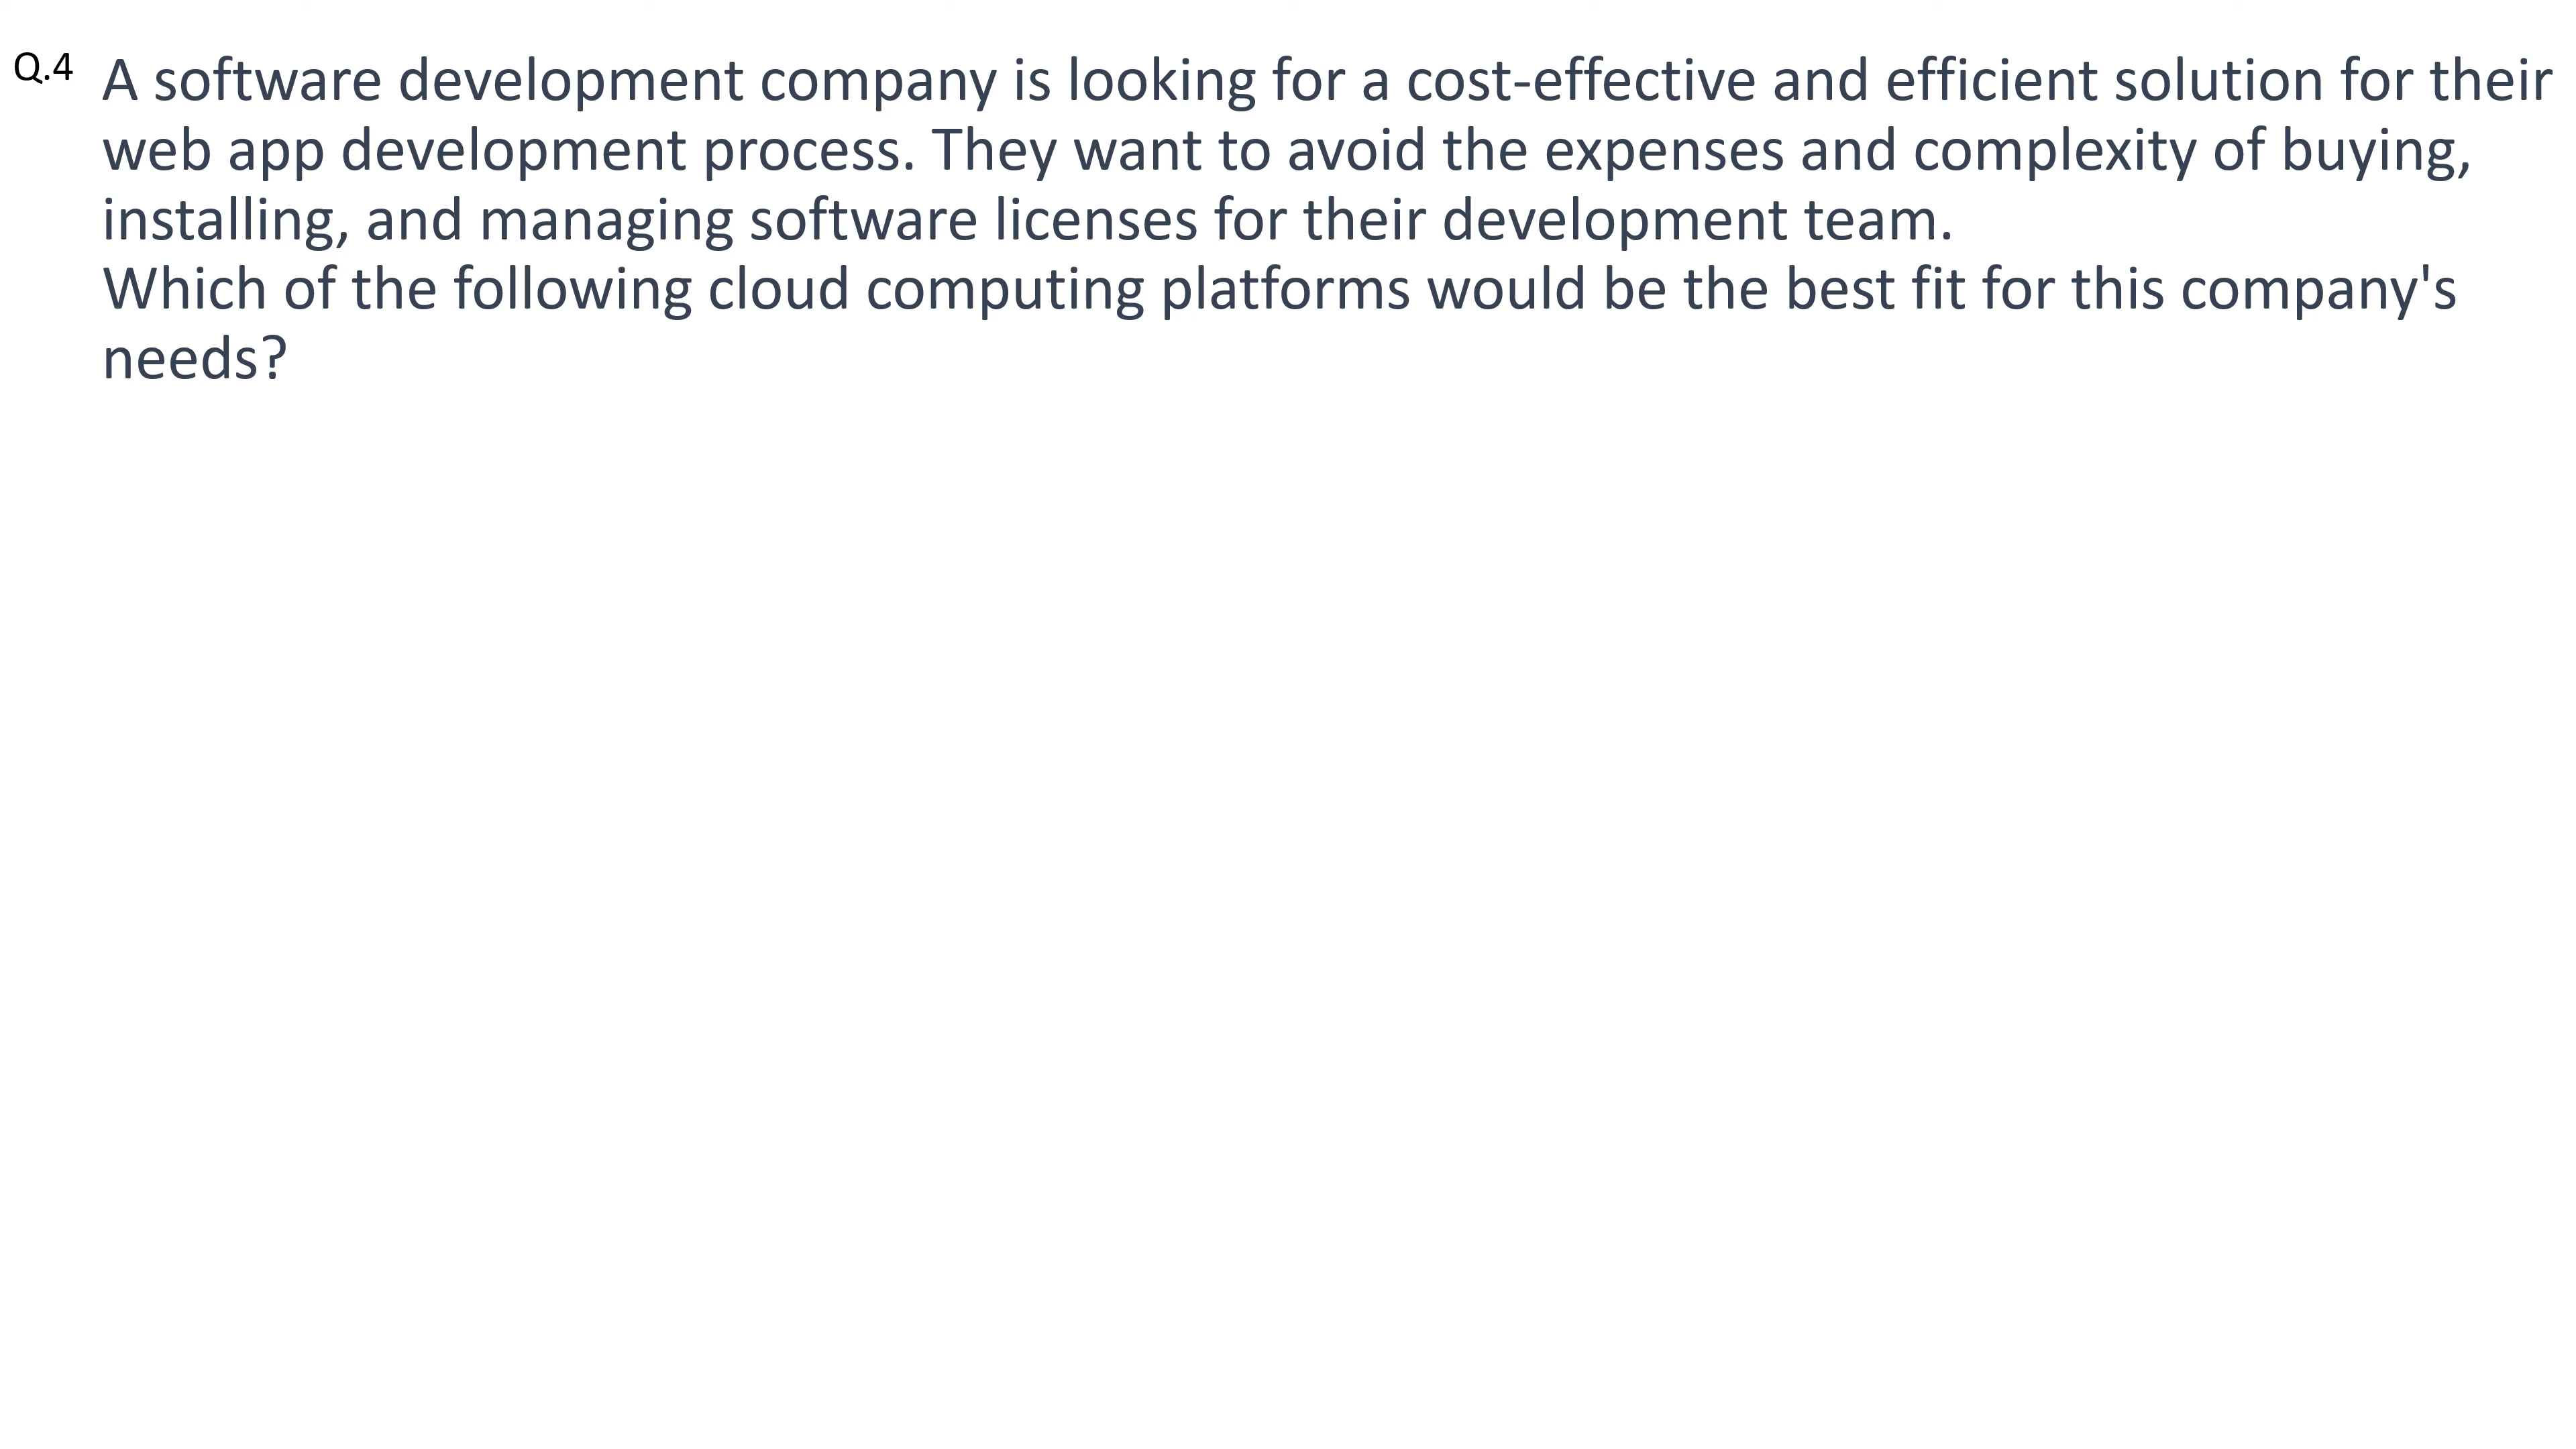 Q.4 A software development company is looking for a cost-effective and efficient solution for their
web app development process. They want to avoid the expenses and complexity of buying,
installing, and managing software licenses for their development team.
Which of the following cloud computing platforms would be the best fit for this company's
needs?